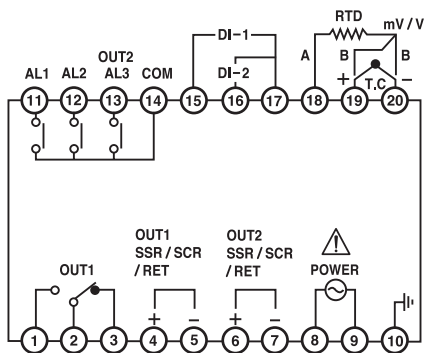 RTD
mV / V
DI-1
DI-2
A
B
B
+
T.C
−
OUT2
AL1
AL2
AL3
COM
11
12
13
14
15
16
17
18
19
20
OUT1
OUT1
SSR / SCR
/ RET
+
−
OUT2
SSR / SCR
/ RET
+
−
POWER
1
2
3
4
5
6
7
8
9
10